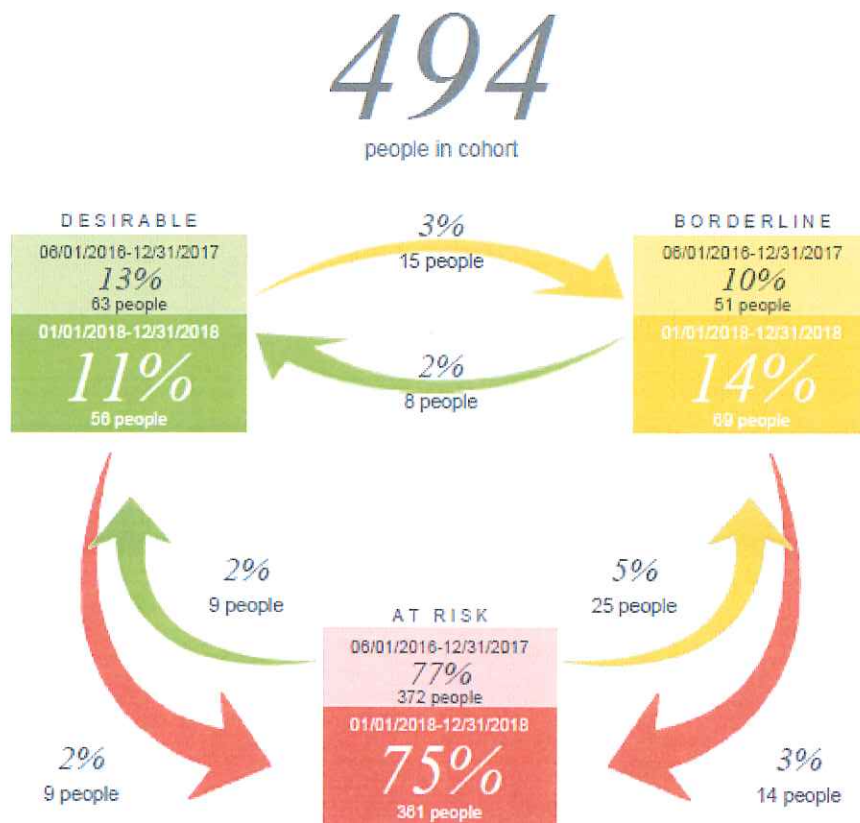 494
people in cohort
DESIRABLE
06/01/2016-12/31/2017
13%
63 people
01/01/2018-12/31/2018
11%
56 people
3%
15 people
2%
8 people
BORDERLINE
06/01/2016-12/31/2017
10%
51 people
01/01/2018-12/31/2018
14%
69 people
2%
9 people
5%
25 people
AT RISK
06/01/2016-12/31/2017
77%
372 people
01/01/2018-12/31/2018
75%
361 people
2%
9 people
3%
14 people